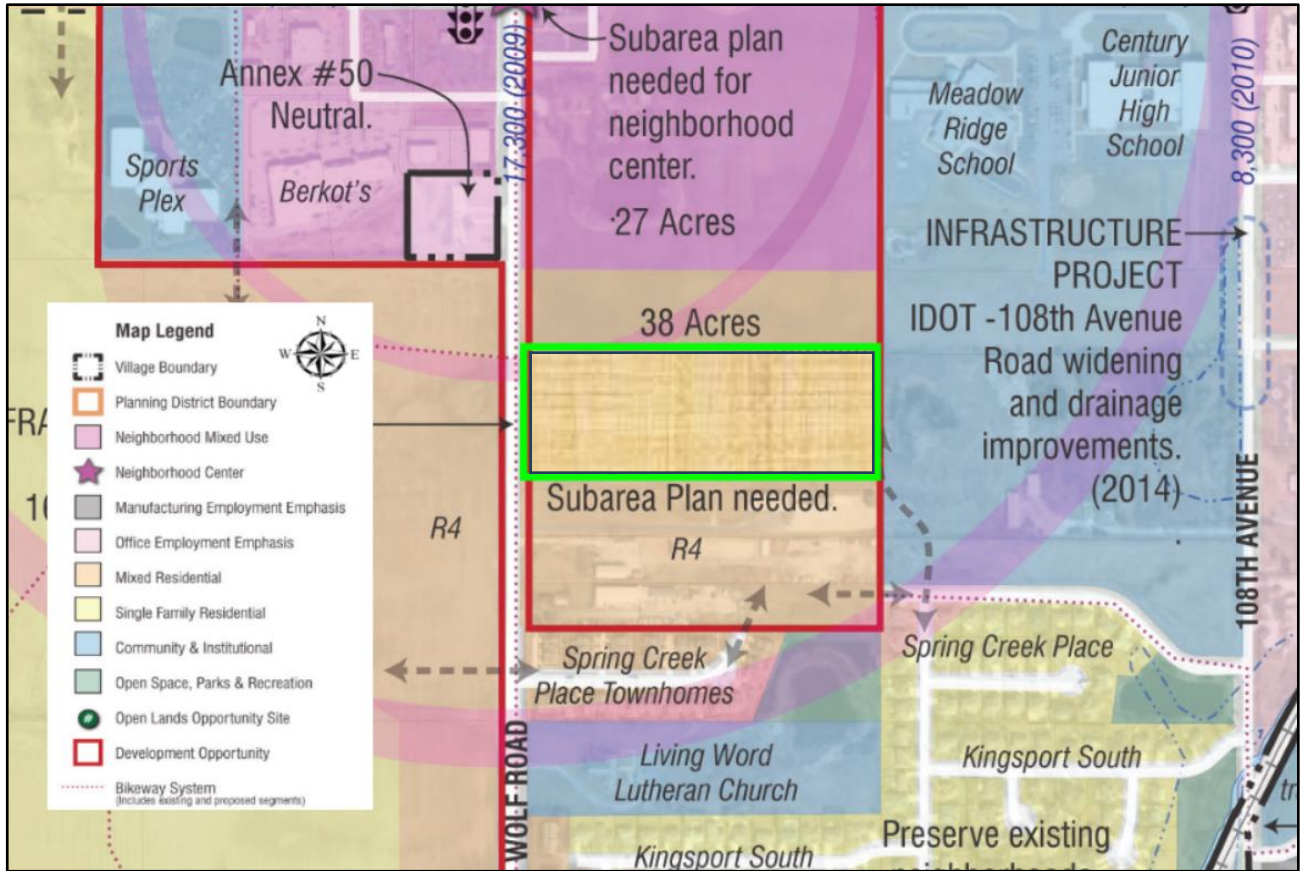 Annex #50
Neutral.
17,300 (2009)
Subarea plan
needed for
neighborhood
center.
27 Acres
Sports
Plex
Berkot's
Meadow
Ridge
School
Century
Junior
High
School
8,300 (2010)
INFRASTRUCTURE
PROJECT
IDOT -108th Avenue
Road widening
and drainage
improvements.
(2014)
38 Acres
Map Legend
N
W E
S
Village Boundary
Planning District Boundary
Neighborhood Mixed Use
Neighborhood Center
Manufacturing Employment Emphasis
Office Employment Emphasis
Mixed Residential
Single Family Residential
Community & Institutional
Open Space, Parks & Recreation
# Open Lands Opportunity Site
Development Opportunity
Bikeway System
(Includes existing and proposed segments)
R4
Subarea Plan needed.
R4
108TH AVENUE
WOLF ROAD
Spring Creek
Place Townhomes
Spring Creek Place
Living Word
Lutheran Church
Kingsport South
Kingsport South
Preserve existing